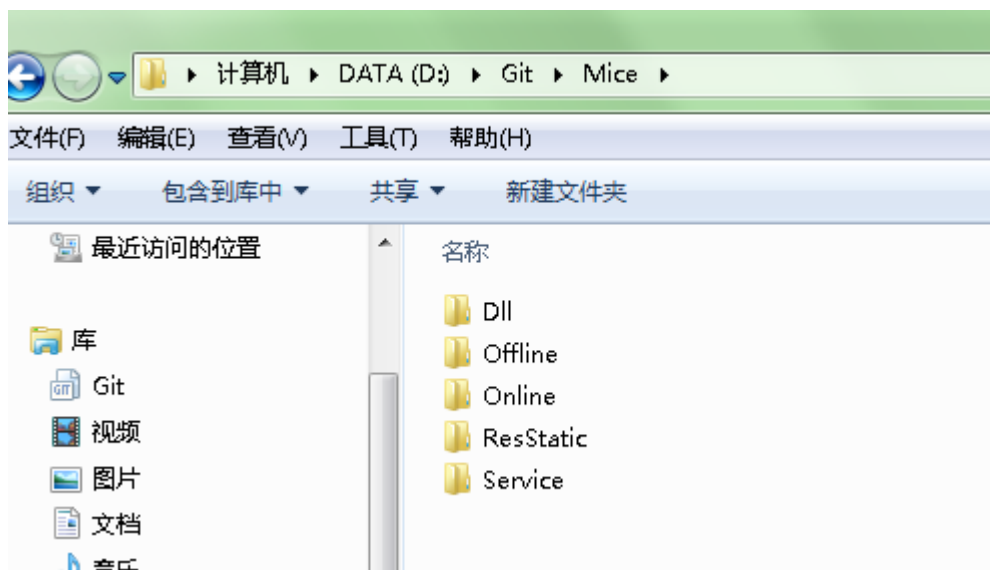 计算机 ▸ DATA (D:) ▸ Git ▸ Mice ▸
文件(F) 编辑(E) 查看(V) 工具(T) 帮助(H)
组织 包含到库中 共享 新建文件夹
最近访问的位置
库
Git
视频
图片
文档
音乐
名称
Dll
Offline
Online
ResStatic
Service